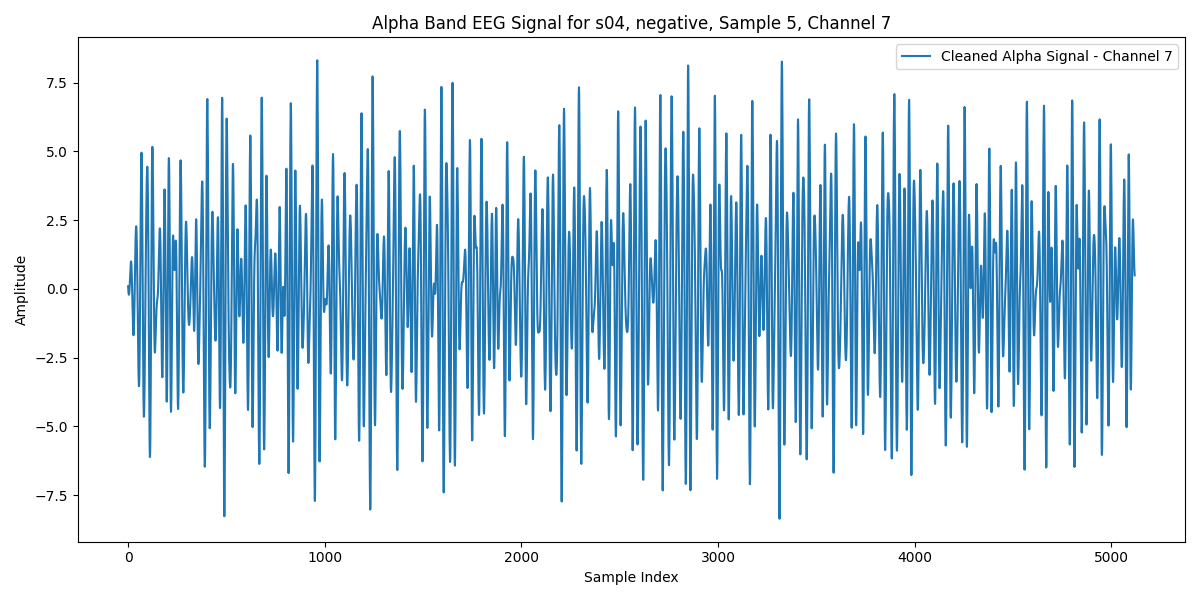 Alpha Band EEG Signal for s04, negative, Sample 5, Channel 7
Cleaned Alpha Signal - Channel 7
Amplitude
7.5
5.0
2.5
0.0
−2.5
−5.0
−7.5
0 1000 2000 3000 4000 5000
Sample Index